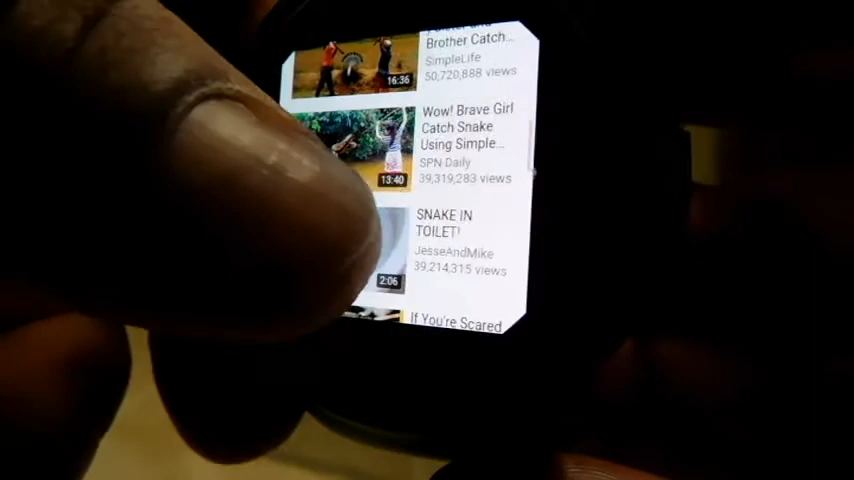 Brother Catch...
SimpleLife
50,720,888 views
16:36
Wow! Brave Girl
Catch Snake
Using Simple...
SPN Daily
39,319,283 views
13:40
SNAKE IN
TOILET!
JesseAndMike
39,214,315 views
2:06
If You're Scared